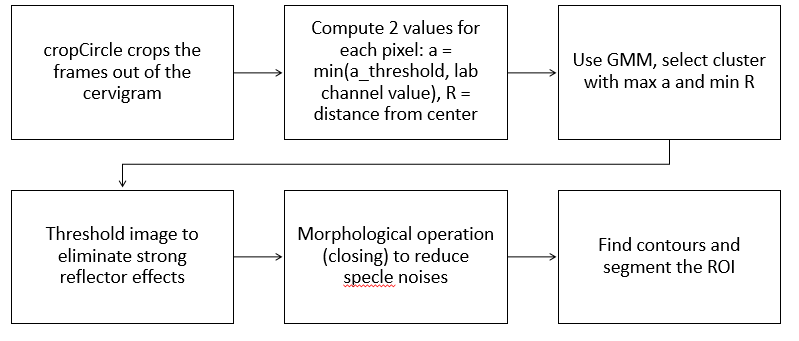 cropCircle crops the
frames out of the
cervigram
Compute 2 values for
each pixel: a =
min(a_threshold, lab
channel value), R =
distance from center
Use GMM, select cluster
with max a and min R
Threshold image to
eliminate strong
reflector effects
Morphological operation
(closing) to reduce
specle noises
Find contours and
segment the ROI